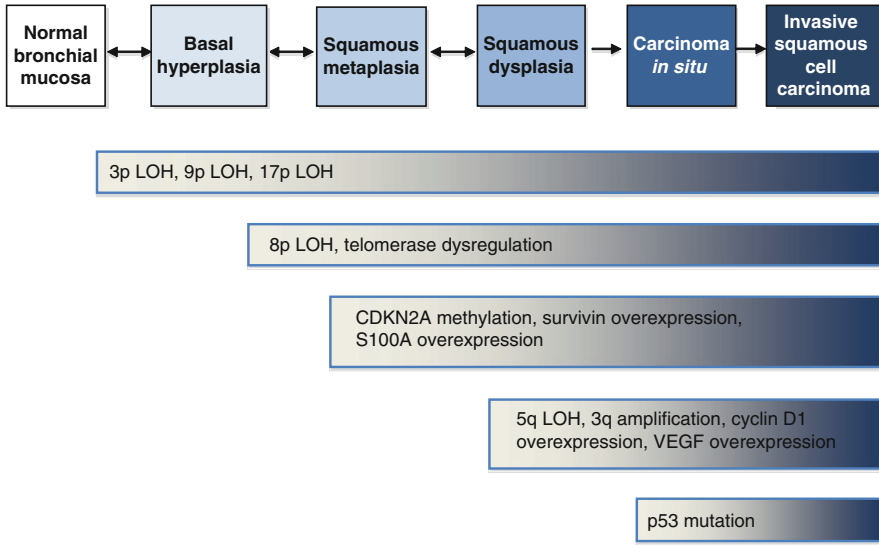 Normal
bronchial
mucosa
Basal
hyperplasia
Squamous
metaplasia
Squamous
dysplasia
Carcinoma
in situ
Invasive
squamous
cell
carcinoma
3p LOH, 9p LOH, 17p LOH
8p LOH, telomerase dysregulation
CDKN2A methylation, survivin overexpression,
S100A overexpression
5q LOH, 3q amplification, cyclin D1
overexpression, VEGF overexpression
p53 mutation